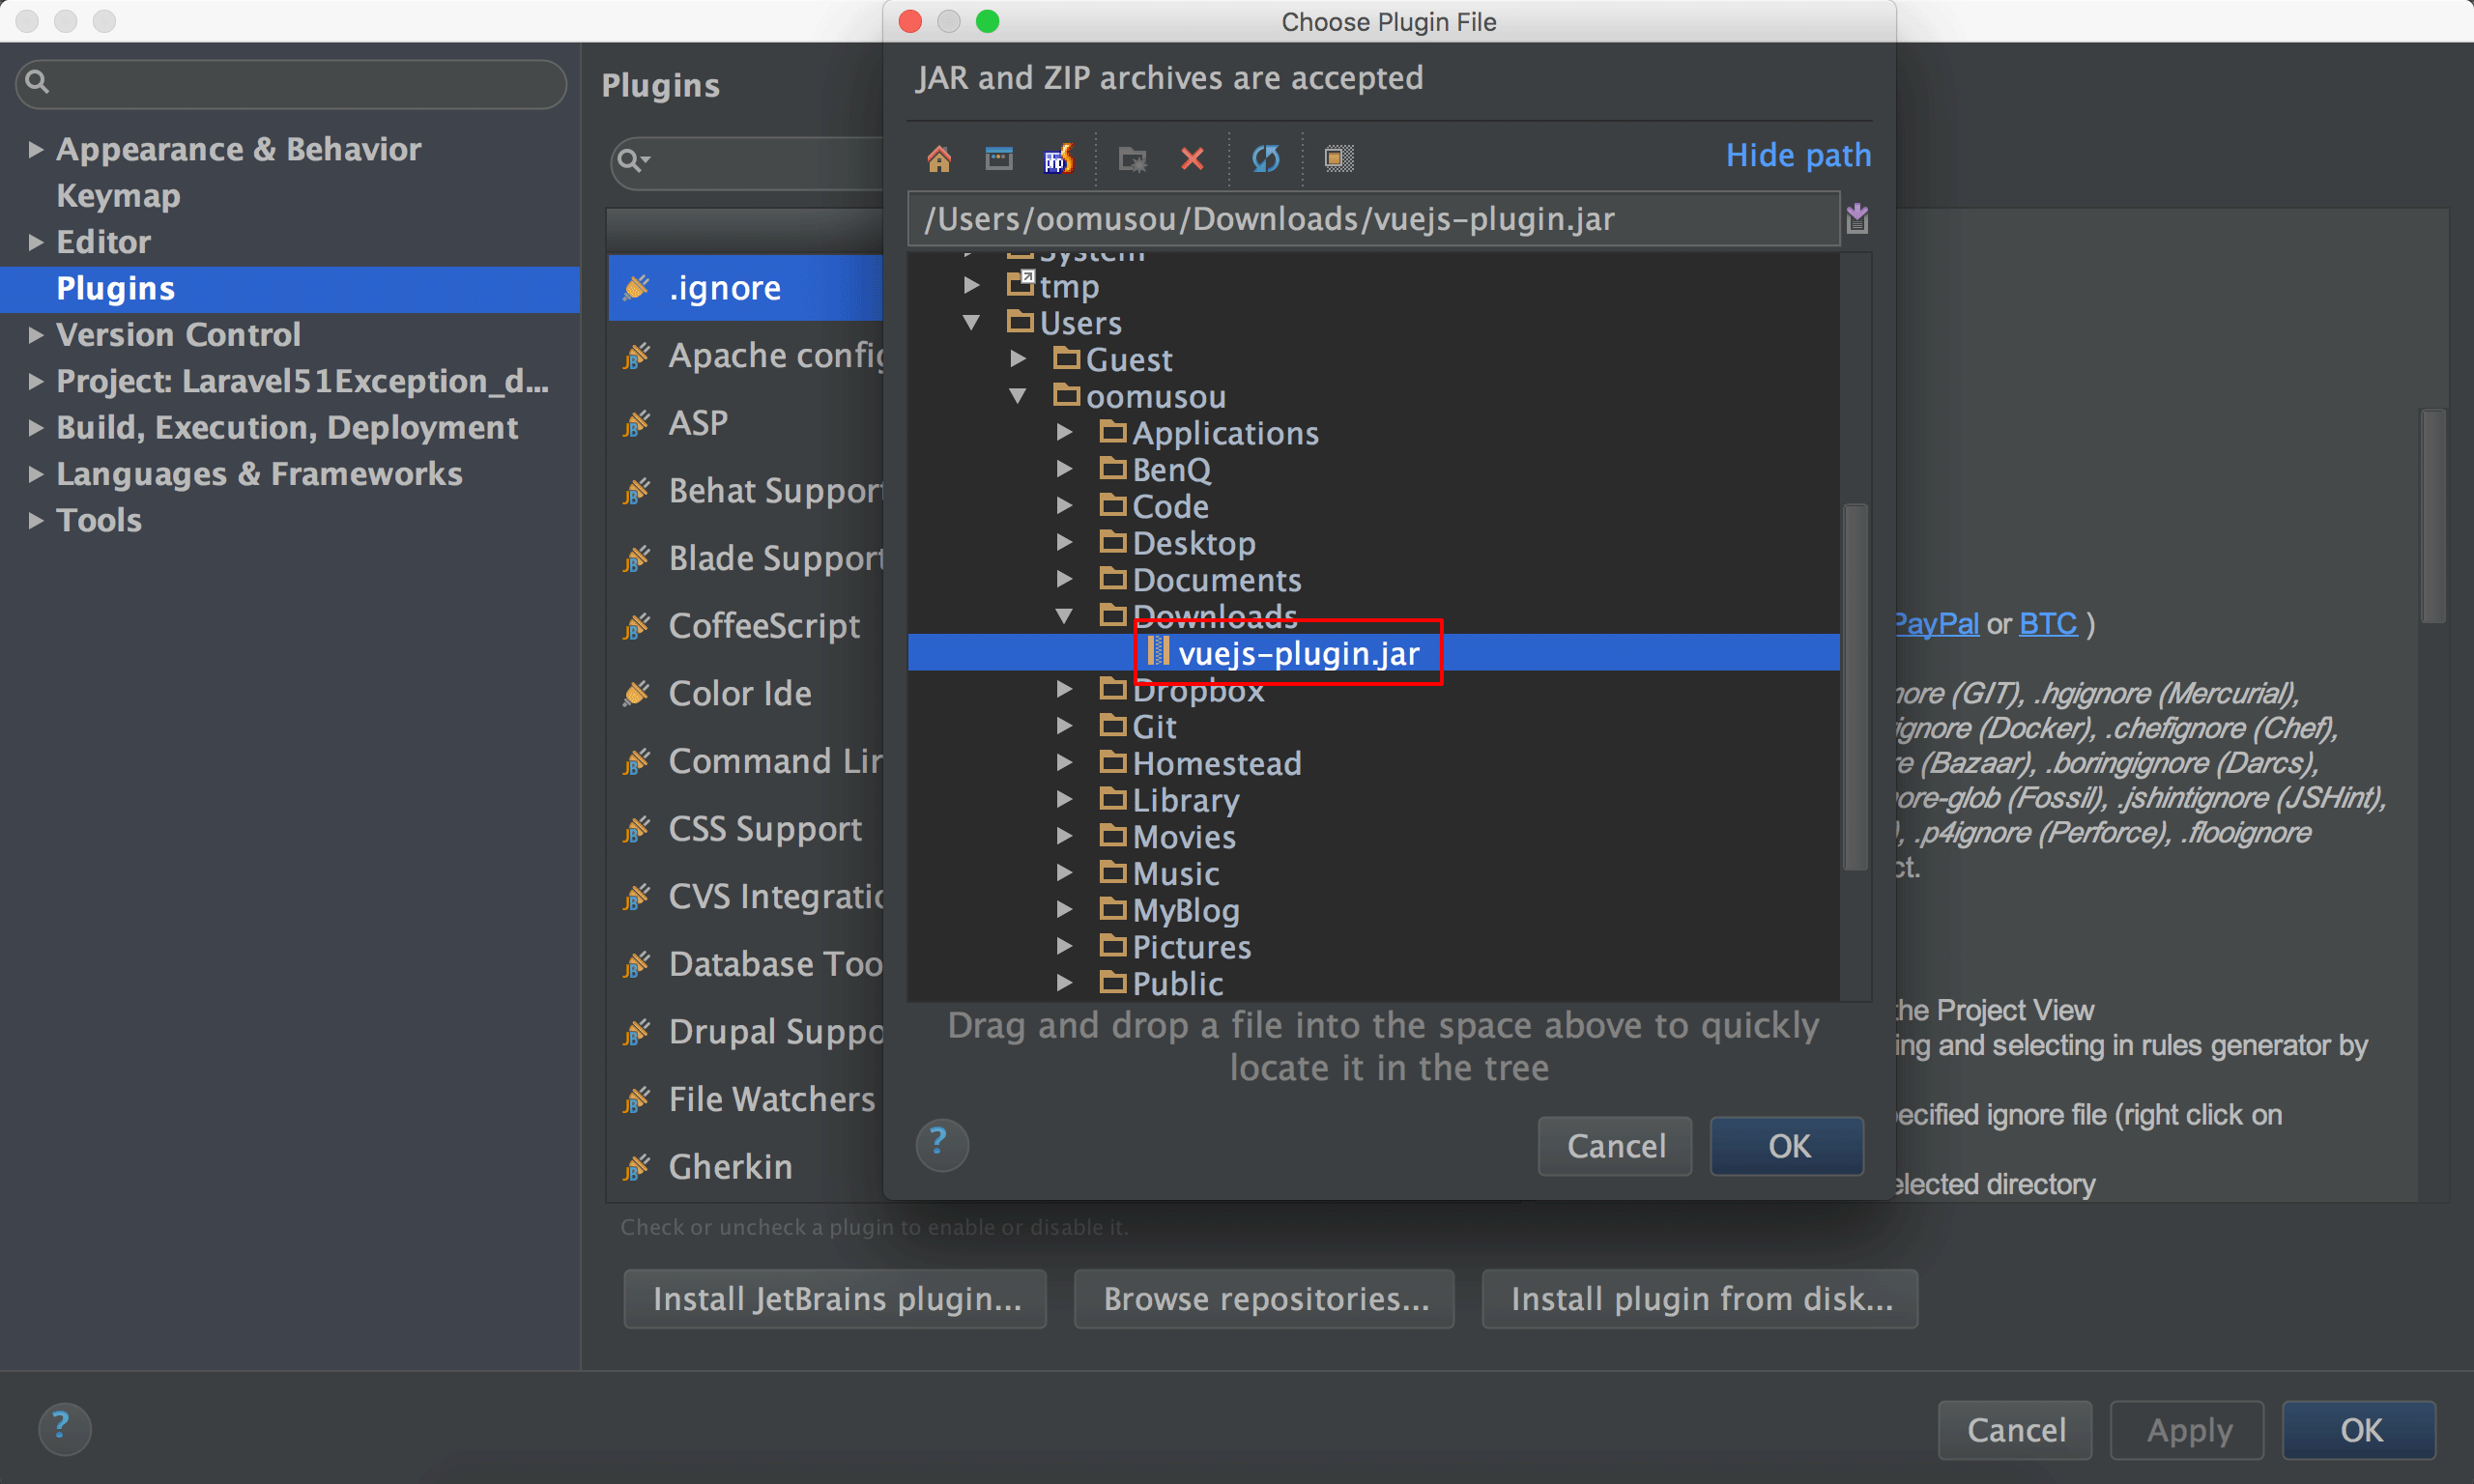 Choose Plugin File
JAR and ZIP archives are accepted
Hide path
/Users/oomusou/Downloads/vuejs-plugin.jar
System
tmp
Users
Guest
oomusou
Applications
BenQ
Code
Desktop
Documents
Downloads
vuejs-plugin.jar
Dropbox
Git
Homestead
Library
Movies
Music
MyBlog
Pictures
Public
Drag and drop a file into the space above to quickly
locate it in the tree
?
Cancel
OK
Appearance & Behavior
Keymap
Editor
Plugins
Version Control
Project: Laravel51Exception_d...
Build, Execution, Deployment
Languages & Frameworks
Tools
Plugins
.ignore
Apache config
ASP
Behat Support
Blade Support
CoffeeScript
Color Ide
Command Lin
CSS Support
CVS Integratio
Database Too
Drupal Suppo
File Watchers
Gherkin
PayPal or BTC )
nore (GIT), .hgignore (Mercurial),
ignore (Docker), .chefignore (Chef),
re (Bazaar), .boringignore (Darcs),
ore-glob (Fossil), .jshintignore (JSHint),
), .p4ignore (Perforce), .flooignore
ct.
the Project View
ing and selecting in rules generator by
ecified ignore file (right click on
elected directory
Check or uncheck a plugin to enable or disable it.
Install JetBrains plugin...
Browse repositories...
Install plugin from disk...
?
Cancel
Apply
OK